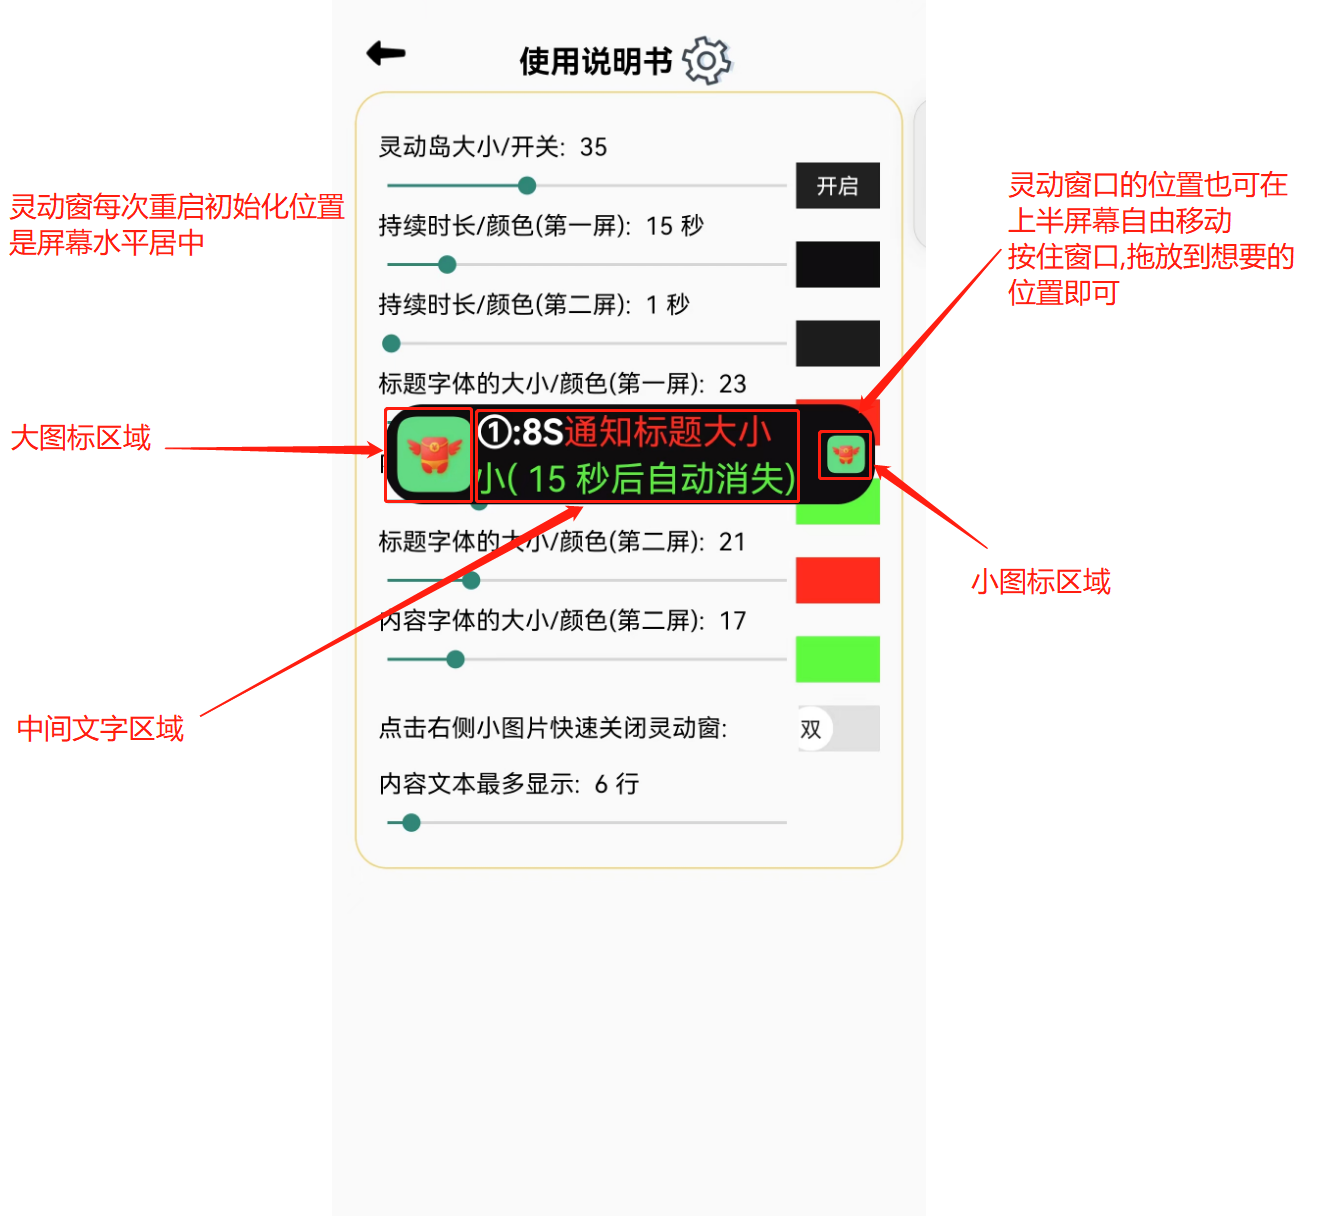 使用说明书
灵动岛大小/开关: 35
开启
灵动窗每次重启初始化位置
是屏幕水平居中
持续时长/颜色(第一屏): 15 秒
灵动窗口的位置也可在
上半屏幕自由移动
按住窗口,拖放到想要的
位置即可
持续时长/颜色(第二屏): 1 秒
标题字体的大小/颜色(第一屏): 23
大图标区域
①:8S通知标题大小
小( 15 秒后自动消失)
标题字体的大小/颜色(第二屏): 21
小图标区域
内容字体的大小/颜色(第二屏): 17
中间文字区域
点击右侧小图片快速关闭灵动窗:
双
内容文本最多显示: 6 行